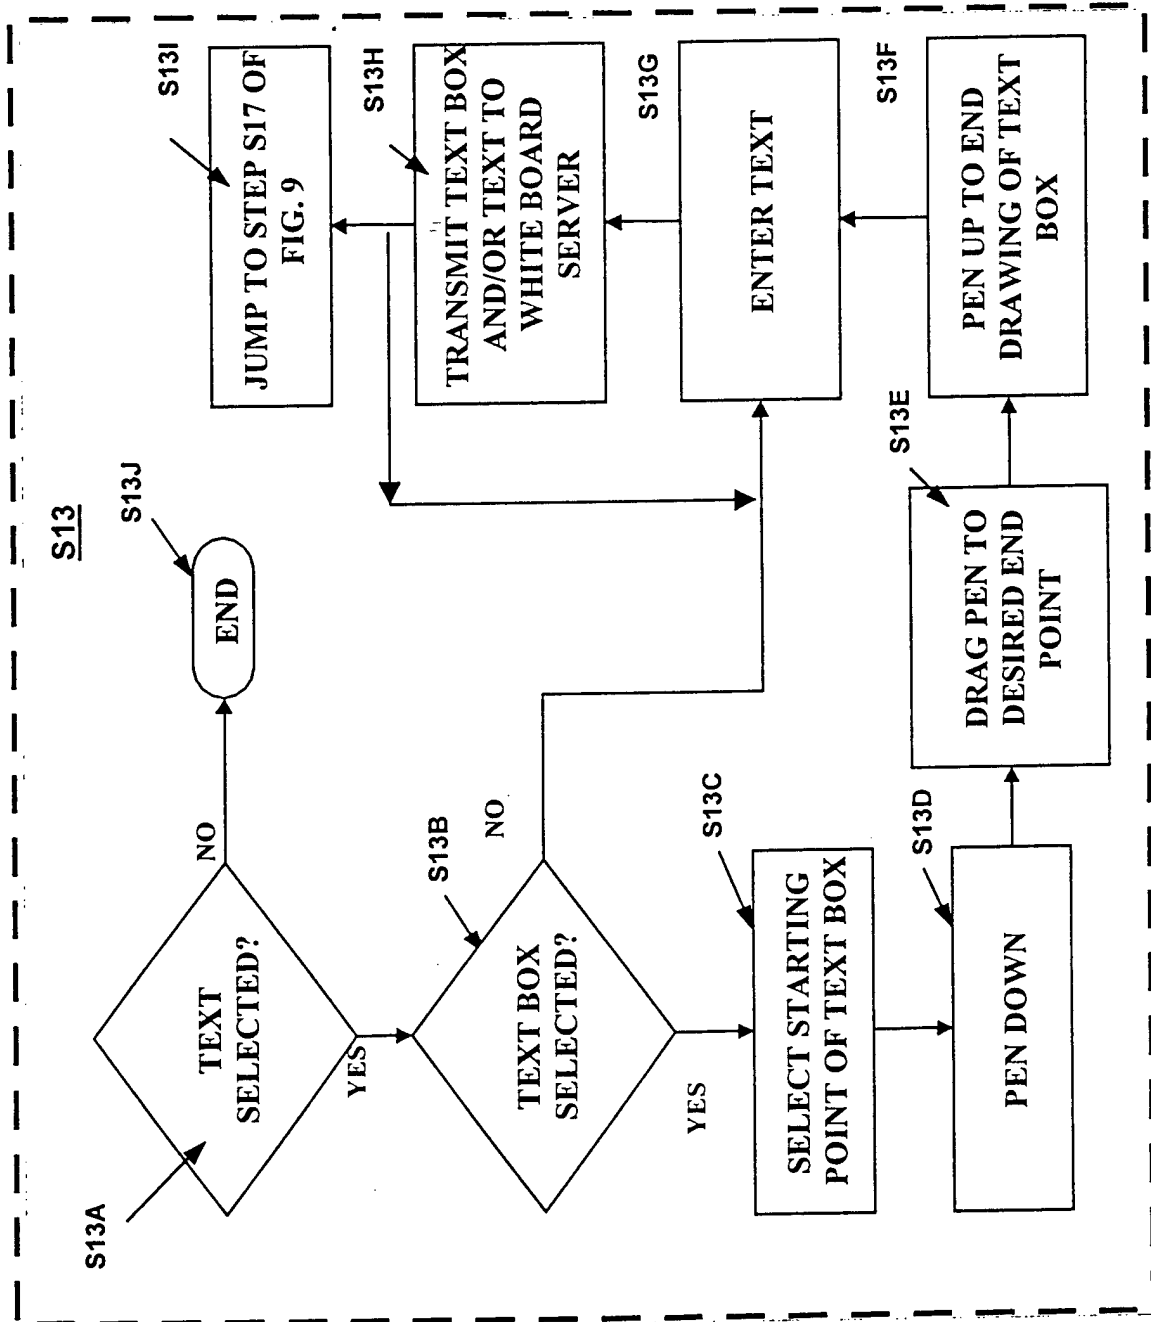 S13
S13A
TEXT
SELECTED?
NO
END
S13J
YES
S13B
TEXT BOX
SELECTED?
NO
YES
S13C
SELECT STARTING
POINT OF TEXT BOX
S13D
PEN DOWN
S13E
DRAG PEN TO
DESIRED END
POINT
S13F
PEN UP TO END
DRAWING OF TEXT
BOX
S13G
ENTER TEXT
S13H
TRANSMIT TEXT BOX
AND/OR TEXT TO
WHITE BOARD
SERVER
S13I
JUMP TO STEP S17 OF
FIG. 9